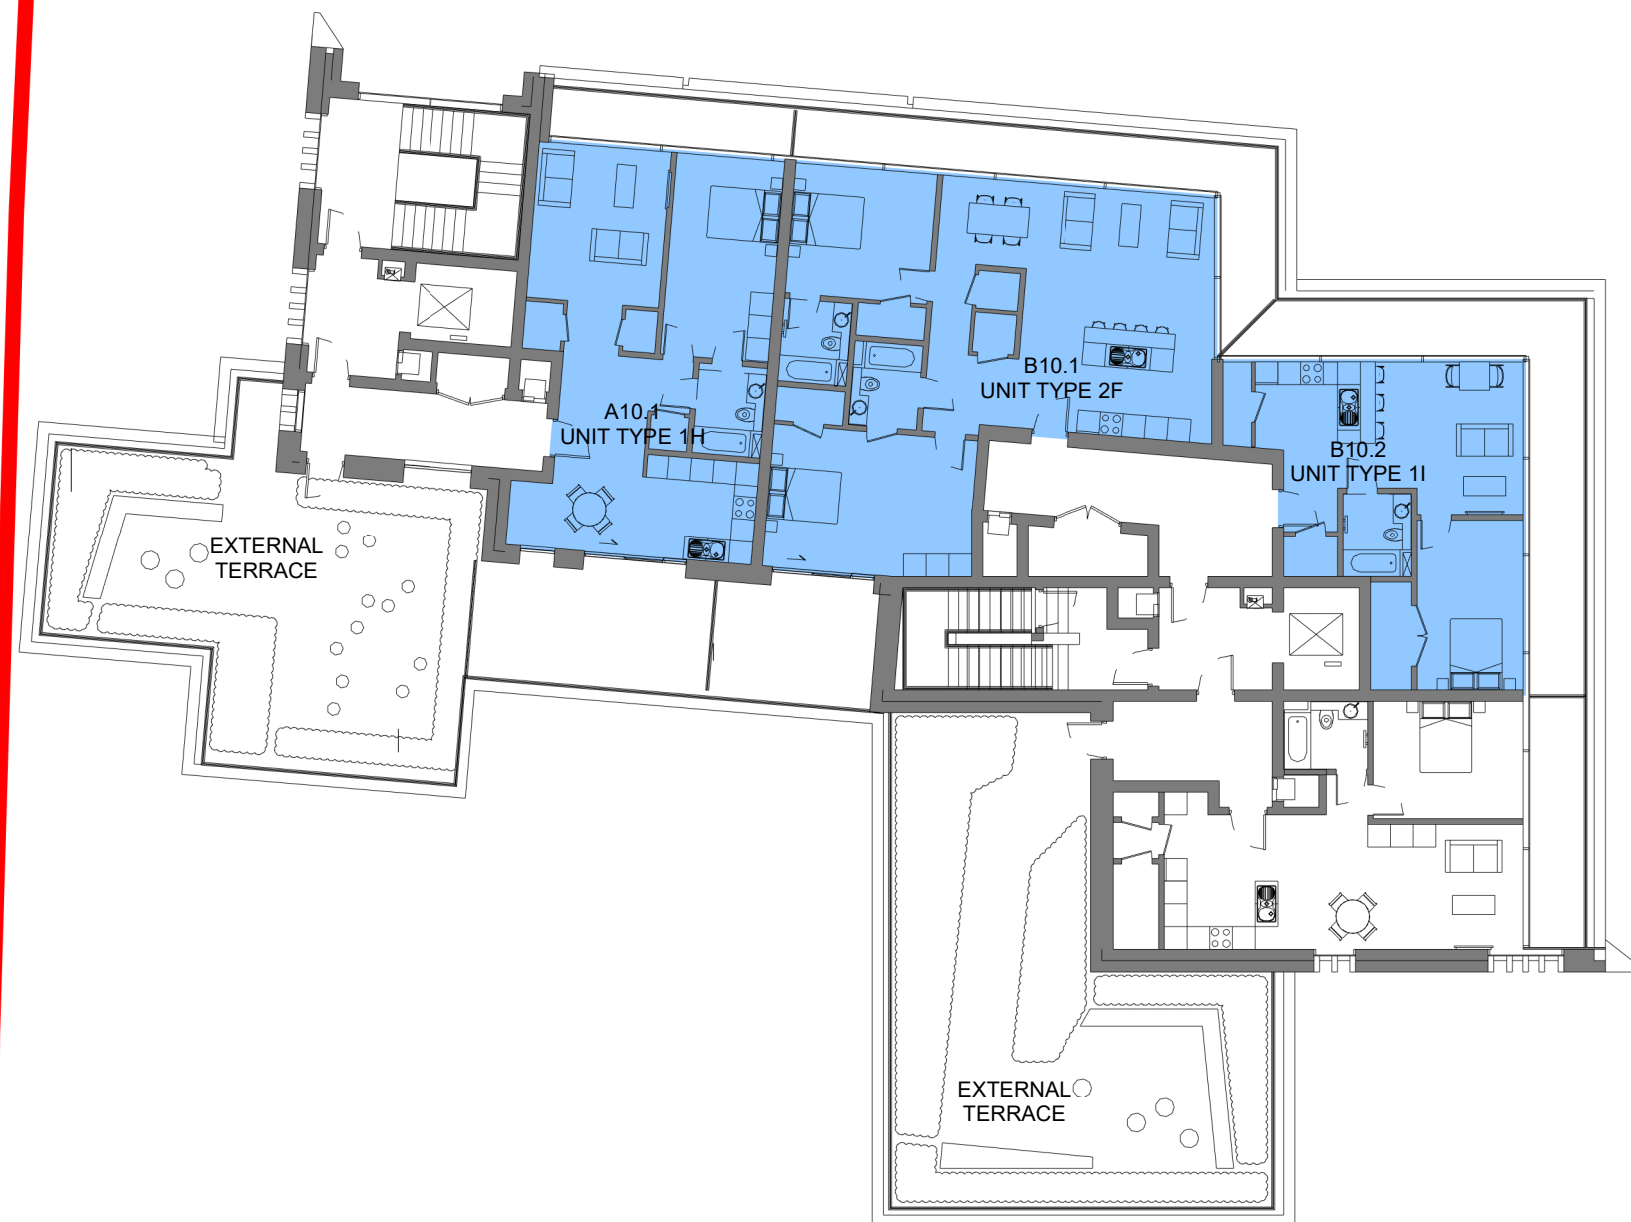 B10.1
UNIT TYPE 2F
A10.1
UNIT TYPE 1H
B10.2
UNIT TYPE 1I
EXTERNAL
TERRACE
EXTERNAL
TERRACE